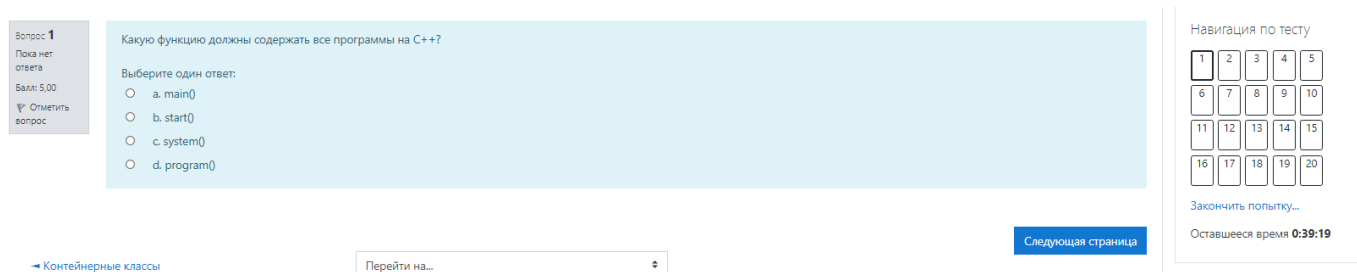 Вопрос 1
Пока нет
ответа
Балл: 5,00
Отметить
вопрос
Какую функцию должны содержать все программы на C++?
Выберите один ответ:
a. main()
b. start()
c. system()
d. program()
Следующая страница
◄ Контейнерные классы
Перейти на...
Навигация по тесту
1 2 3 4 5
6 7 8 9 10
11 12 13 14 15
16 17 18 19 20
Закончить попытку...
Оставшееся время 0:39:19